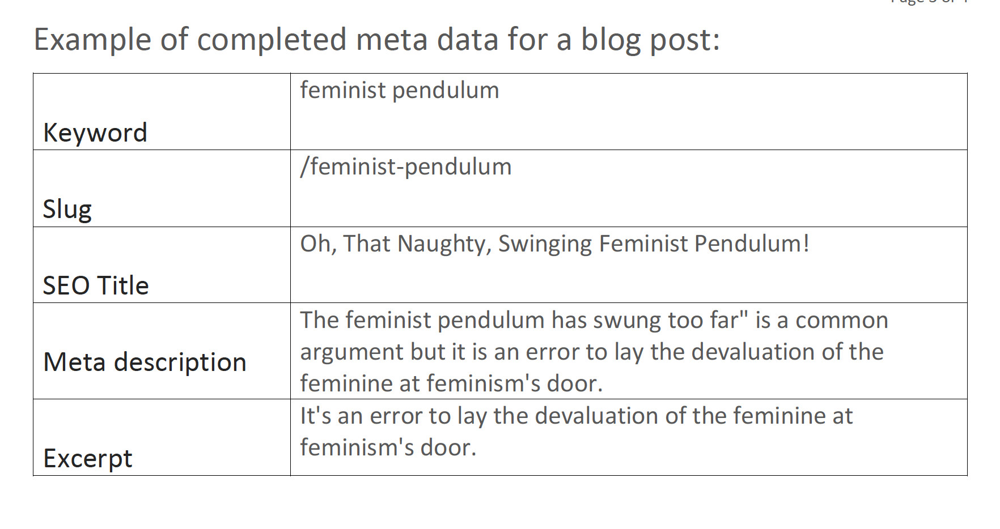 Example of completed meta data for a blog post:
feminist pendulum
Keyword
/feminist-pendulum
Slug
Oh, That Naughty, Swinging Feminist Pendulum!
SEO Title
The feminist pendulum has swung too far" is a common
argument but it is an error to lay the devaluation of the
Meta description
feminine at feminism's door.
It's an error to lay the devaluation of the feminine at
feminism's door.
Excerpt